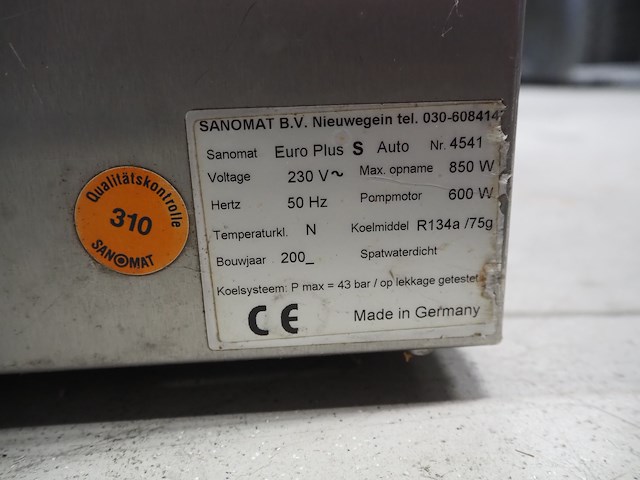 SANOMAT B.V. Nieuwegein tel. 030-608414
Sanomat Euro Plus S Auto Nr. 4541
Voltage 230 V~ Max. opname 850 W
Hertz 50 Hz Pompmotor 600 W
Temperaturkl. N Koelmiddel R134a /75g
Bouwjaar 200_ Spatwaterdicht
Koelsysteem: P max = 43 bar / op lekkage getestet
CE Made in Germany
Qualitätskontrolle
310
SANOMAT